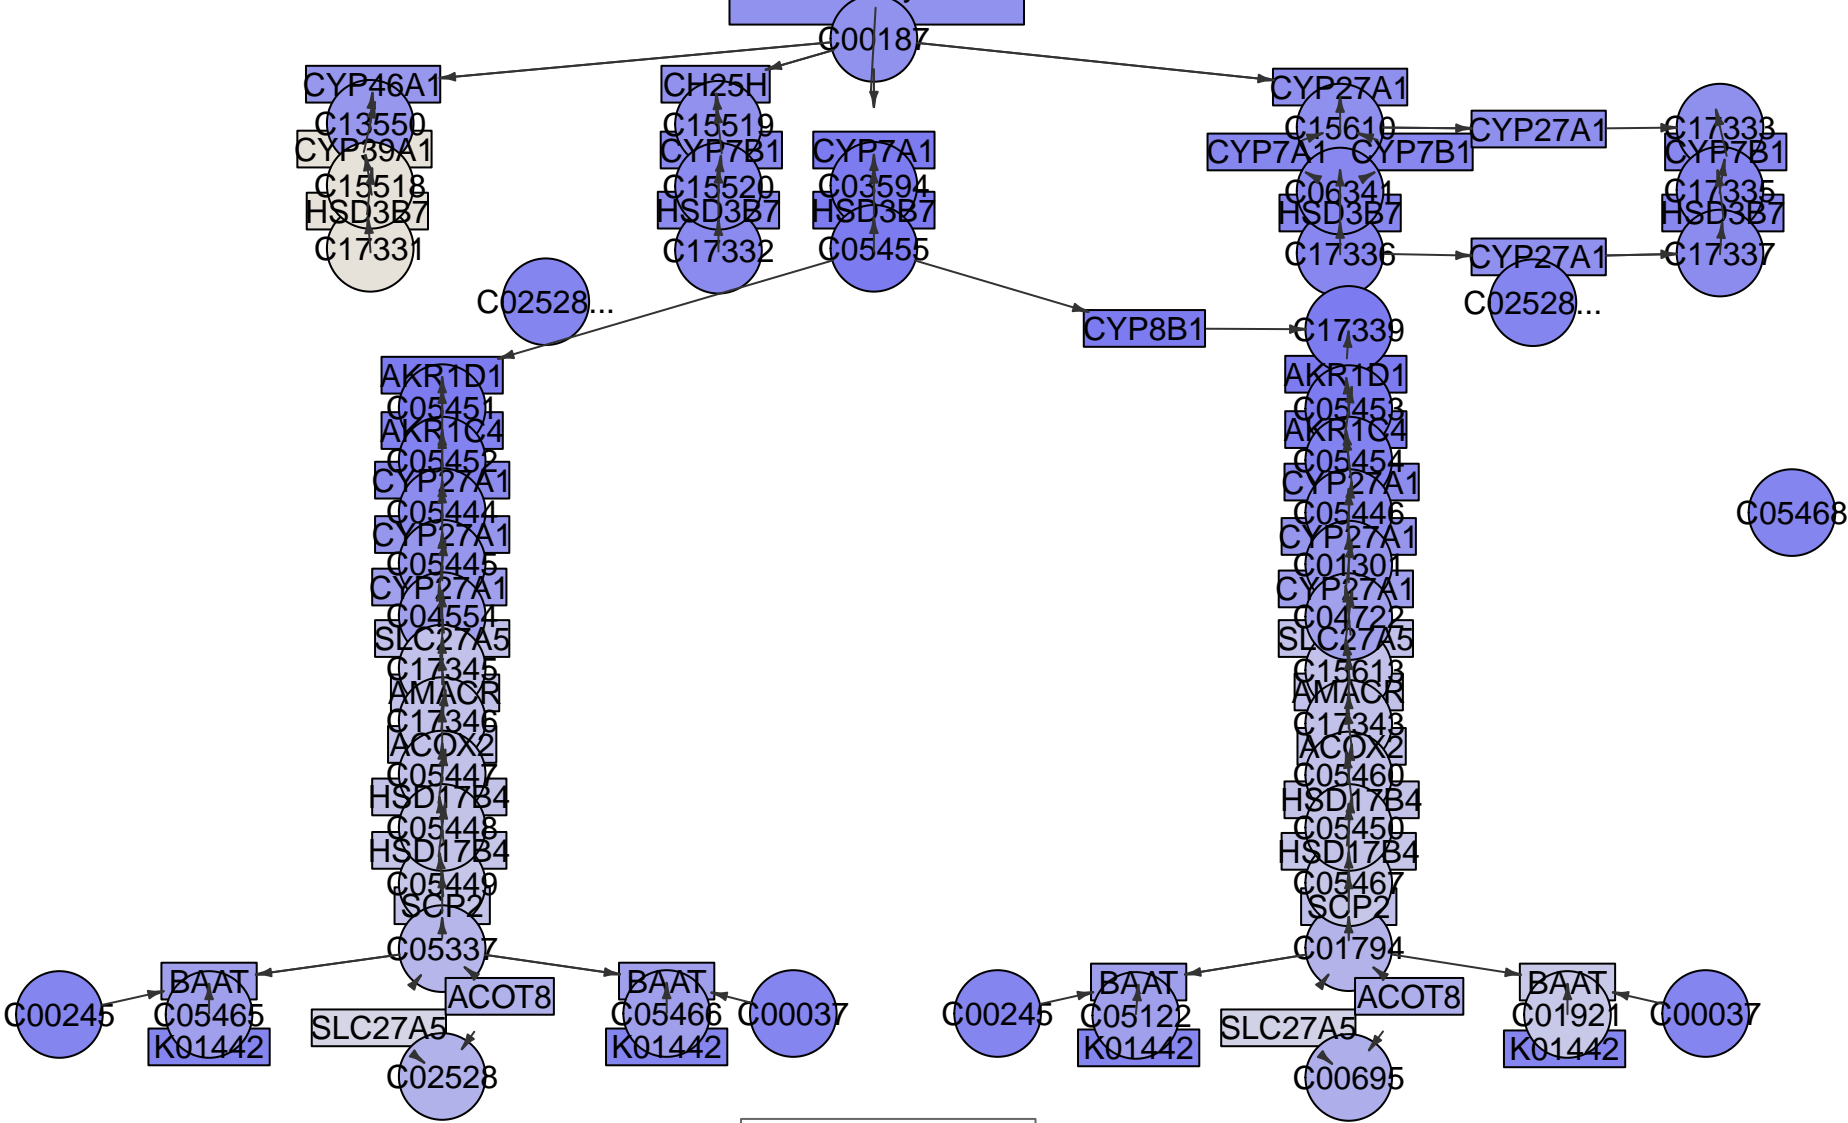 C00187
CYP46A1
C13550
CYP39A1
C15518
HSD3B7
C17331
CH25H
C15519
CYP7B1
C15520
HSD3B7
C17332
CYP7A1
C03594
HSD3B7
C05455
CYP27A1
C15610
CYP7A1
CYP7B1
C06341
HSD3B7
C17336
CYP27A1
C17333
CYP7B1
C17335
HSD3B7
C17337
CYP27A1
C02528...
C02528...
CYP8B1
C17339
AKR1D1
C05451
AKR1C4
C05452
CYP27A1
C05444
CYP27A1
C05445
CYP27A1
C04554
SLC27A5
C17345
AMACR
C17346
ACOX2
C05447
HSD17B4
C05448
HSD17B4
C05449
SCP2
C05337
AKR1D1
C05453
AKR1C4
C05454
CYP27A1
C05446
CYP27A1
C01301
CYP27A1
C04722
SLC27A5
C15613
AMACR
C17343
ACOX2
C05460
HSD17B4
C05450
HSD17B4
C05467
SCP2
C01794
C05468
C00245
BAAT
C05465
K01442
SLC27A5
ACOT8
C02528
BAAT
C05466
K01442
C00037
C00245
BAAT
C05122
K01442
SLC27A5
ACOT8
C00695
BAAT
C01921
K01442
C00037